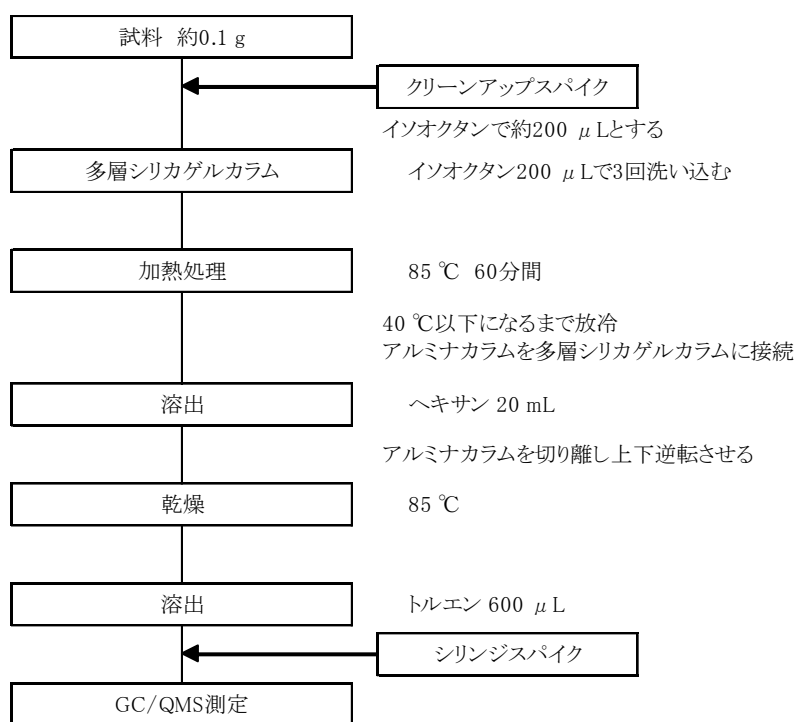 試料 約0.1 g
クリーンアップスパイク
イソオクタンで約200 μLとする
多層シリカゲルカラム
イソオクタン200 μLで3回洗い込む
加熱処理
85 ℃ 60分間
40 ℃以下になるまで放冷
アルミナカラムを多層シリカゲルカラムに接続
溶出
ヘキサン 20 mL
アルミナカラムを切り離し上下逆転させる
乾燥
85 ℃
溶出
トルエン 600 μL
シリンジスパイク
GC/QMS測定